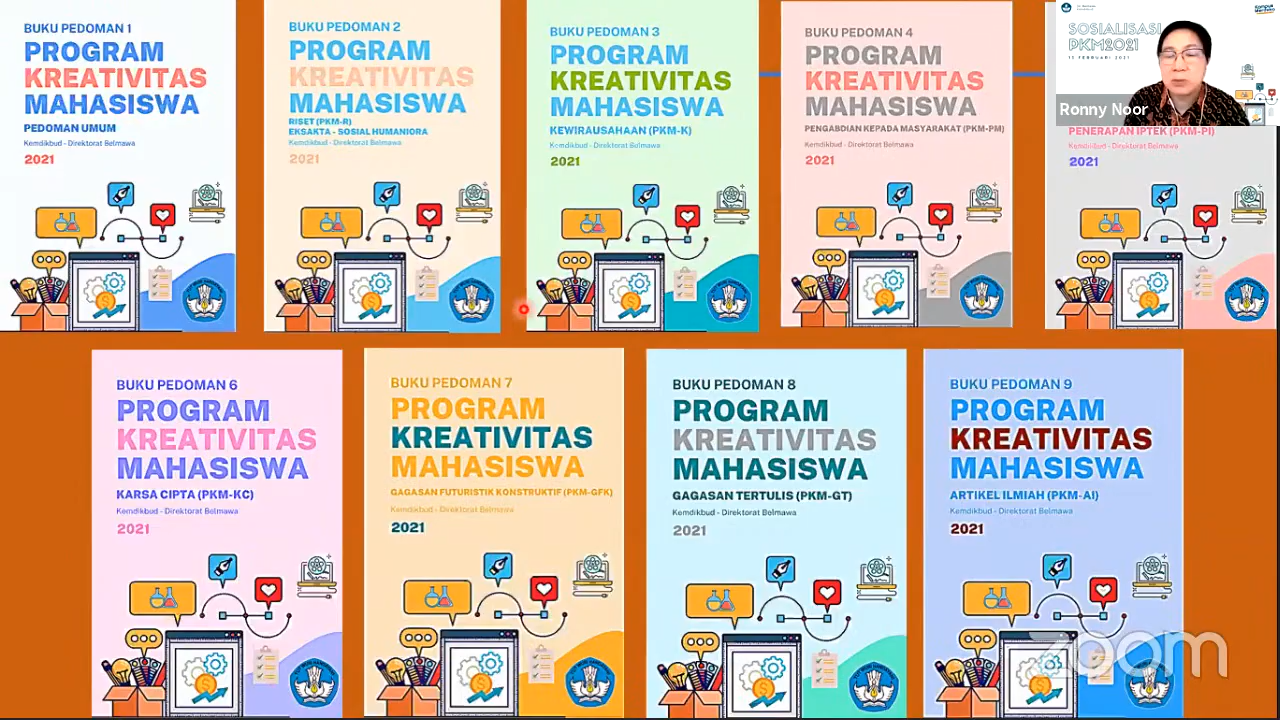 BUKU PEDOMAN 1
PROGRAM
KREATIVITAS
MAHASISWA
PEDOMAN UMUM
Kemdikbud - Direktorat Belmawa
2021
BUKU PEDOMAN 2
PROGRAM
KREATIVITAS
MAHASISWA
RISET (PKM-R)
EKSAKTA - SOSIAL HUMANIORA
Kemdikbud - Direktorat Belmawa
2021
BUKU PEDOMAN 3
PROGRAM
KREATIVITAS
MAHASISWA
KEWIRAUSAHAAN (PKM-K)
Kemdikbud - Direktorat Belmawa
2021
BUKU PEDOMAN 4
PROGRAM
KREATIVITAS
MAHASISWA
PENGABDIAN KEPADA MASYARAKAT (PKM-PM)
Kemdikbud - Direktorat Belmawa
2021
SOSIALISASI
PKM2021
11 FEBRUARI 2021
Ronny Noor
PENERAPAN IPTEK (PKM-PI)
Kemdikbud - Direktorat Belmawa
2021
BUKU PEDOMAN 6
PROGRAM
KREATIVITAS
MAHASISWA
KARSA CIPTA (PKM-KC)
Kemdikbud - Direktorat Belmawa
2021
BUKU PEDOMAN 7
PROGRAM
KREATIVITAS
MAHASISWA
GAGASAN FUTURISTIK KONSTRUKTIF (PKM-GFK)
Kemdikbud - Direktorat Belmawa
2021
BUKU PEDOMAN 8
PROGRAM
KREATIVITAS
MAHASISWA
GAGASAN TERTULIS (PKM-GT)
Kemdikbud - Direktorat Belmawa
2021
BUKU PEDOMAN 9
PROGRAM
KREATIVITAS
MAHASISWA
ARTIKEL ILMIAH (PKM-AI)
Kemdikbud - Direktorat Belmawa
2021
zoom